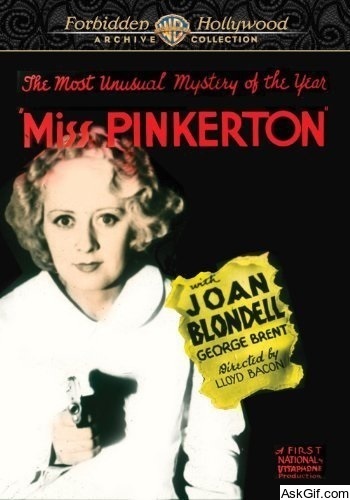 Forbidden Hollywood
ARCHIVE COLLECTION
The Most Unusual Mystery of the Year
"Miss PINKERTON"
with
JOAN
BLONDELL
GEORGE BRENT
Directed by
LLOYD BACON
A FIRST
NATIONAL &
VITAPHONE
Production
AskGif.com